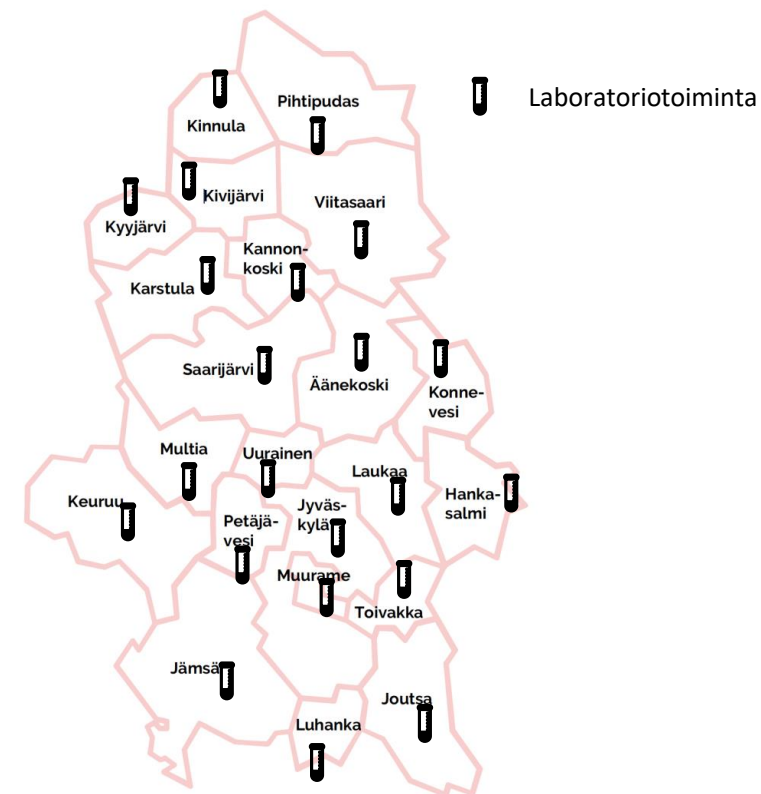 Laboratoriotoiminta
Pihtipudas
Kinnula
Kivijärvi
Viitasaari
Kyyjärvi
Kannon-
koski
Karstula
Saarijärvi
Äänekoski
Konne-
vesi
Multia
Uurainen
Laukaa
Keuruu
Hanka-
salmi
Jyväs-
kylä
Petäjä-
vesi
Muurame
Toivakka
Jämsä
Joutsa
Luhanka